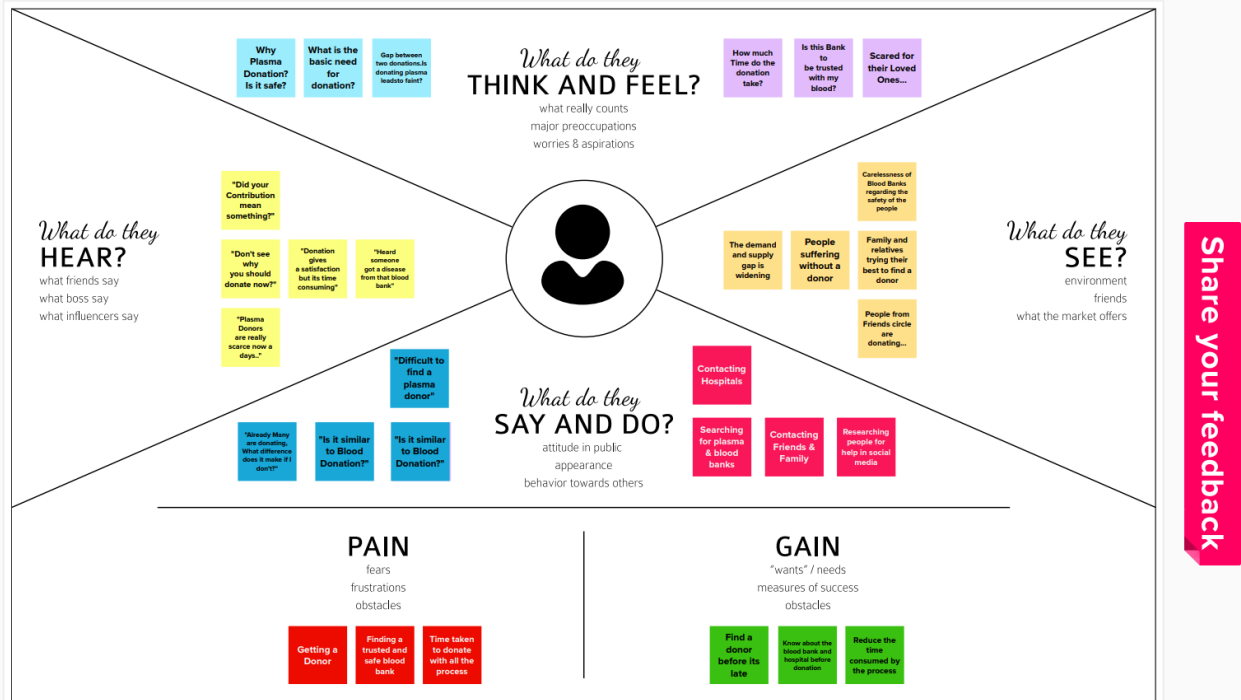 Why
Plasma
Donation?
Is it safe?
What is the
basic need
for
donation?
Gap between
two donations.Is
donating plasma
leadsto faint?
What do they
THINK AND FEEL?
what really counts
major preoccupations
worries & aspirations
How much
Time do the
donation
take?
Is this Bank
to
be trusted
with my
blood?
Scared for
their Loved
Ones...
What do they
HEAR?
what friends say
what boss say
what influencers say
"Did your
Contribution
mean
something?"
"Don't see
why
you should
donate now?"
"Donation
gives
a satisfaction
but its time
consuming"
"Heard
someone
got a disease
from that blood
bank"
"Plasma
Donors
are really
scarce now a
days.."
Carelessness of
Blood Banks
regarding the
safety of the
people
The demand
and supply
gap is
widening
People
suffering
without a
donor
Family and
relatives
trying their
best to find a
donor
People from
Friends circle
are
donating...
What do they
SEE?
environment
friends
what the market offers
"Difficult to
find a
plasma
donor"
"Already Many
are donating,
What difference
does it make if I
don't?"
"Is it similar
to Blood
Donation?"
"Is it similar
to Blood
Donation?"
What do they
SAY AND DO?
attitude in public
appearance
behavior towards others
Contacting
Hospitals
Searching
for plasma
& blood
banks
Contacting
Friends &
Family
Researching
people for
help in social
media
PAIN
fears
frustrations
obstacles
Getting a
Donor
Finding a
trusted and
safe blood
bank
Time taken
to donate
with all the
process
GAIN
"wants" / needs
measures of success
obstacles
Find a
donor
before its
late
Know about the
blood bank and
hospital before
donation
Reduce the
time
consumed by
the process
Share your feedback